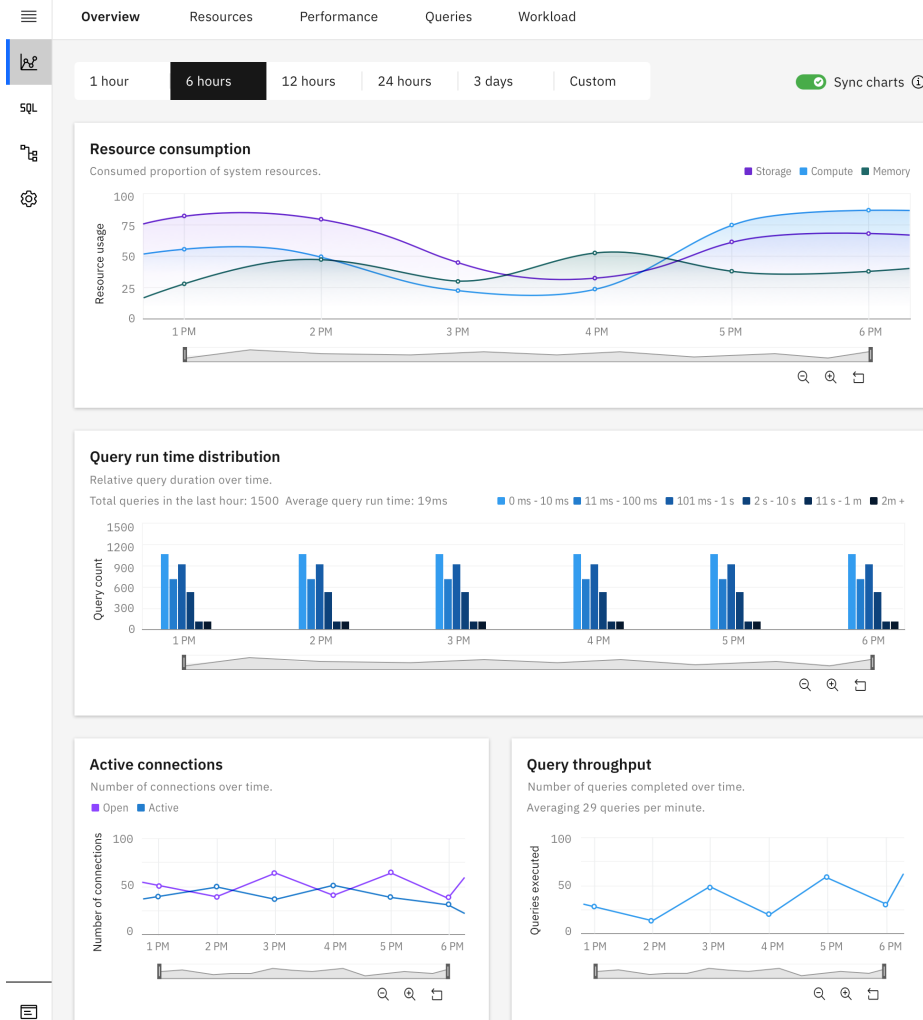 Overview Resources Performance Queries Workload
1 hour 6 hours 12 hours 24 hours 3 days Custom
Sync charts
SQL
Resource consumption
Consumed proportion of system resources.
Storage Compute Memory
Resource usage
100
75
50
25
0
1 PM 2 PM 3 PM 4 PM 5 PM 6 PM
Query run time distribution
Relative query duration over time.
Total queries in the last hour: 1500 Average query run time: 19ms
0 ms - 10 ms 11 ms - 100 ms 101 ms - 1 s 2 s - 10 s 11 s - 1 m 2m +
Query count
1500
1200
900
600
300
0
1 PM 2 PM 3 PM 4 PM 5 PM 6 PM
Active connections
Number of connections over time.
Open Active
Number of connections
100
50
0
1 PM 2 PM 3 PM 4 PM 5 PM 6 PM
Query throughput
Number of queries completed over time.
Averaging 29 queries per minute.
Queries executed
100
50
0
1 PM 2 PM 3 PM 4 PM 5 PM 6 PM